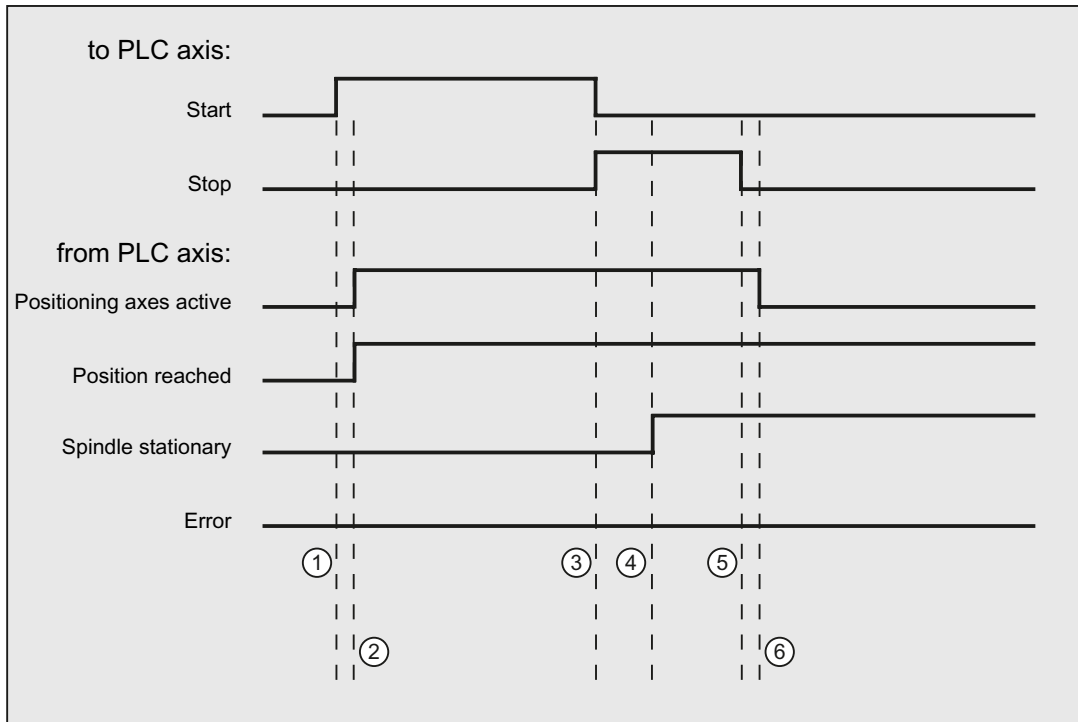 to PLC axis:
Start
Stop
from PLC axis:
Positioning axes active
Position reached
Spindle stationary
Error
1
3
4
5
2
6